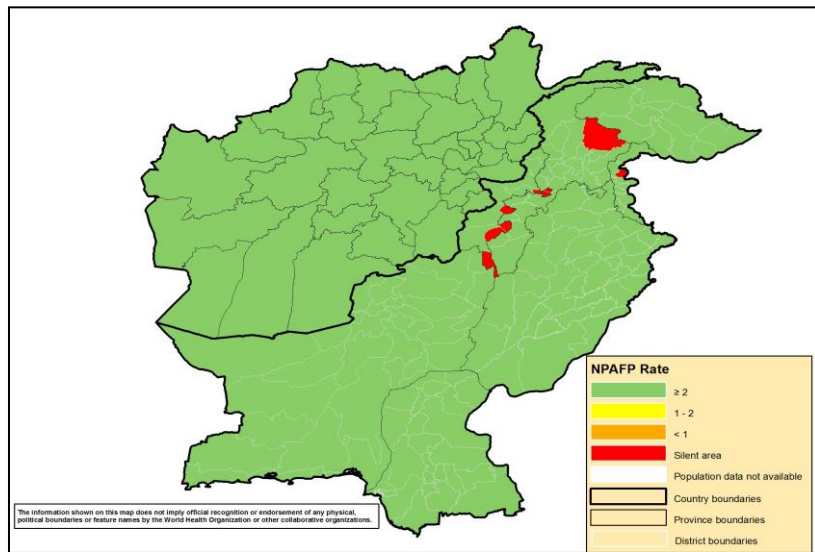 NPAFP Rate
≥ 2
1 - 2
< 1
Silent area
Population data not available
Country boundaries
Province boundaries
District boundaries
The information shown on this map does not imply official recognition or endorsement of any physical,
political boundaries or feature names by the World Health Organization or other collaborative organizations.